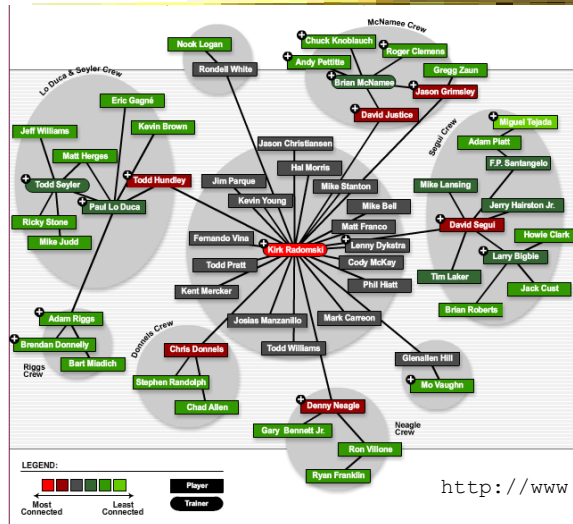 McNamee Crew
Nook Logan
Chuck Knoblauch
Roger Clemens
Andy Pettitte
Rondell White
Gregg Zaun
Brian McNamee
Jason Grimsley
Lo Duca & Seyler Crew
Eric Gagné
David Justice
Miguel Tejada
Jeff Williams
Kevin Brown
Segui Crew
Adam Piatt
Jason Christiansen
Matt Herges
F.P. Santangelo
Hal Morris
Todd Hundley
Jim Parque
Mike Stanton
Mike Lansing
Todd Seyler
Kevin Young
Mike Bell
Jerry Hairston Jr.
Paul Lo Duca
Matt Franco
David Segui
Ricky Stone
Fernando Vina
Kirk Radomski
Lenny Dykstra
Howie Clark
Mike Judd
Todd Pratt
Cody McKay
Larry Bigbie
Phil Hiatt
Tim Laker
Kent Mercker
Jack Cust
Brian Roberts
Adam Riggs
Josias Manzanillo
Mark Carreon
Donnels Crew
Brendan Donnelly
Chris Donnels
Todd Williams
Glenallen Hill
Bart Miadich
Riggs
Crew
Stephen Randolph
Mo Vaughn
Chad Allen
Denny Neagle
Gary Bennett Jr.
Neagle
Crew
Ron Villone
LEGEND:
Ryan Franklin
Player
Trainer
Most
Connected
Least
Connected
http://www